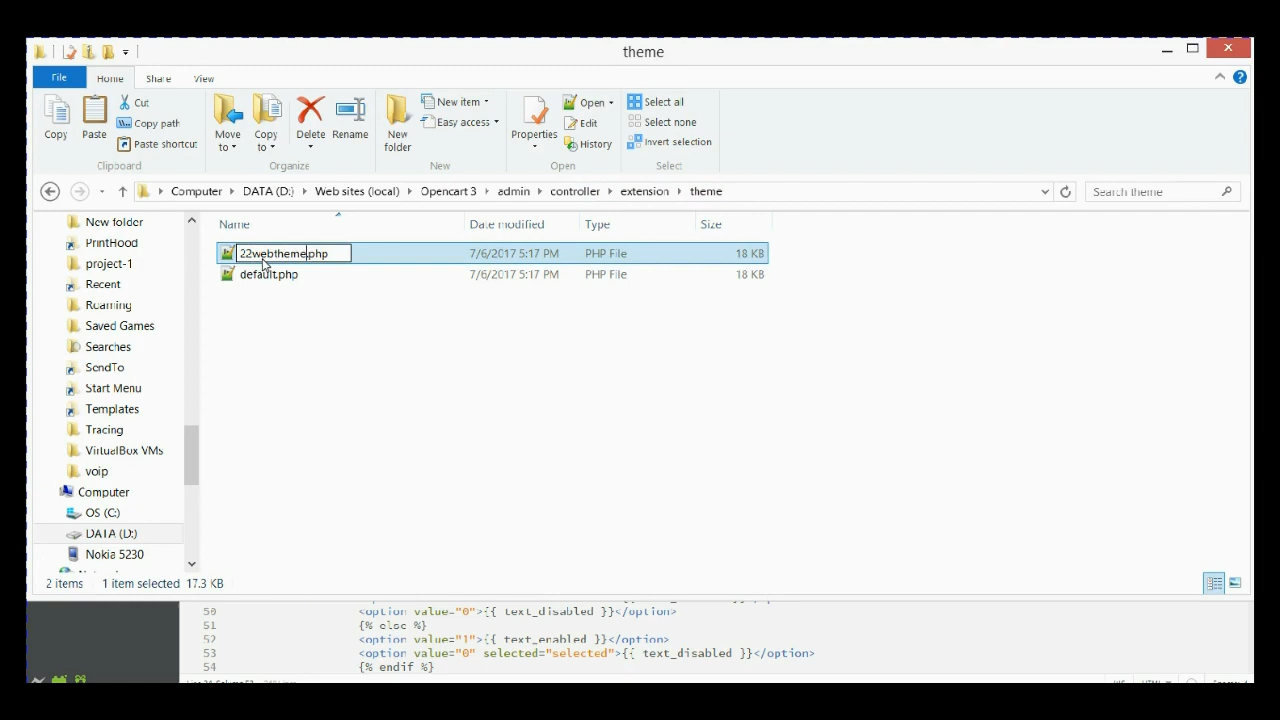 theme
File Home Share View
Copy Paste Cut Copy path Paste shortcut
Move to Copy to Delete Rename
New folder New item Easy access
Properties Open Edit History
Select all Select none Invert selection
Clipboard Organize New Open Select
Computer DATA (D:) Web sites (local) Opencart 3 admin controller extension theme
Search theme
Name Date modified Type Size
22webtheme.php 7/6/2017 5:17 PM PHP File 18 KB
default.php 7/6/2017 5:17 PM PHP File 18 KB
New folder
PrintHood
project-1
Recent
Roaming
Saved Games
Searches
SendTo
Start Menu
Templates
Tracing
VirtualBox VMs
voip
Computer
OS (C:)
DATA (D:)
Nokia 5230
2 items 1 item selected 17.3 KB
50 <option value="0">{{ text_disabled }}</option>
51 {% else %}
52 <option value="1">{{ text_enabled }}</option>
53 <option value="0" selected="selected">{{ text_disabled }}</option>
54 {% endif %}